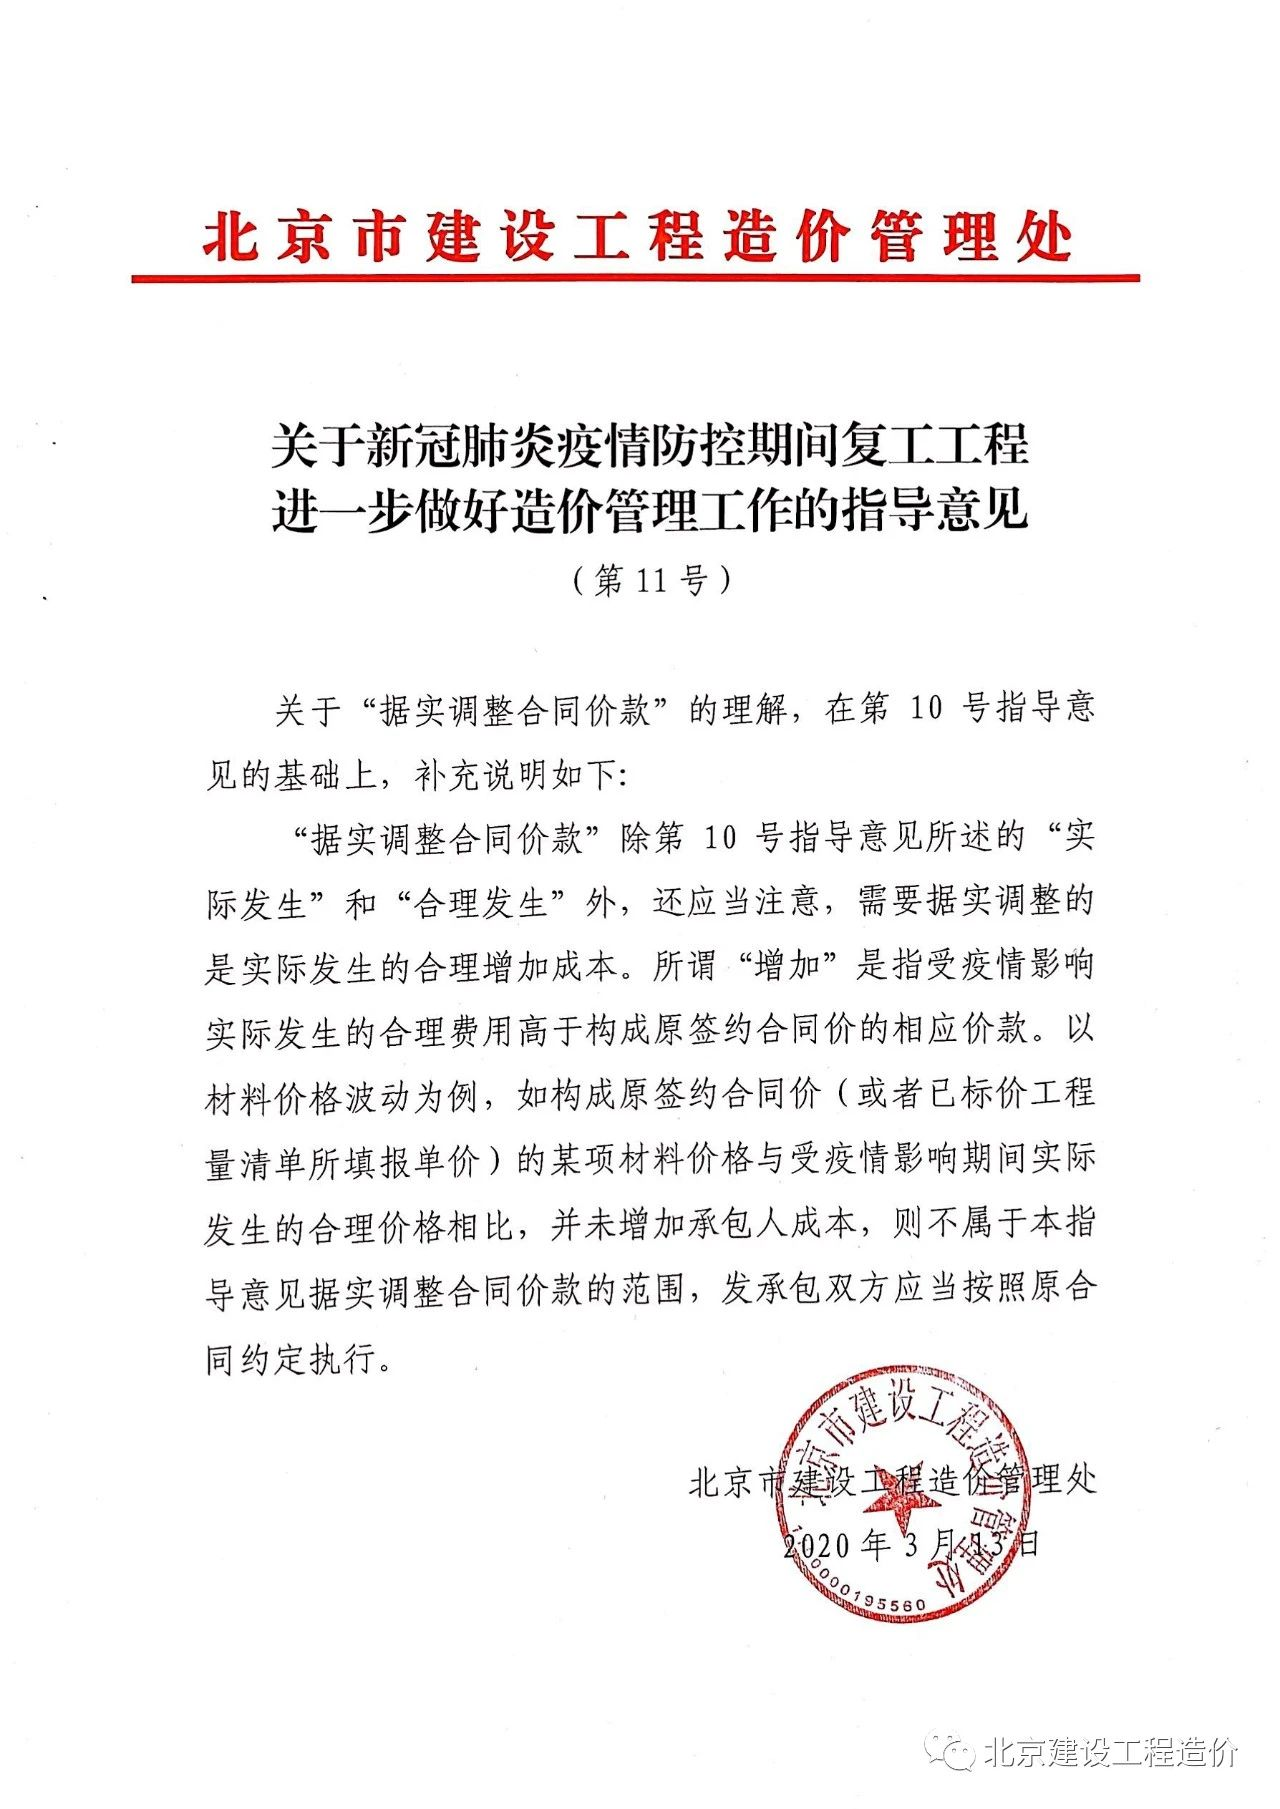 北京市建设工程造价管理处
关于新冠肺炎疫情防控期间复工工程
进一步做好造价管理工作的指导意见
（第 11 号）
关于“据实调整合同价款”的理解，在第 10 号指导意
见的基础上，补充说明如下：
“据实调整合同价款”除第 10 号指导意见所述的“实
际发生”和“合理发生”外，还应当注意，需要据实调整的
是实际发生的合理增加成本。所谓“增加”是指受疫情影响
实际发生的合理费用高于构成原签约合同价的相应价款。以
材料价格波动为例，如构成原签约合同价（或者已标价工程
量清单所填报单价）的某项材料价格与受疫情影响期间实际
发生的合理价格相比，并未增加承包人成本，则不属于本指
导意见据实调整合同价款的范围，发承包双方应当按照原合
同约定执行。
北京市建设工程造价管理处
2020 年 3 月 13 日
北京市建设工程造价管理处
0000195560
北京建设工程造价